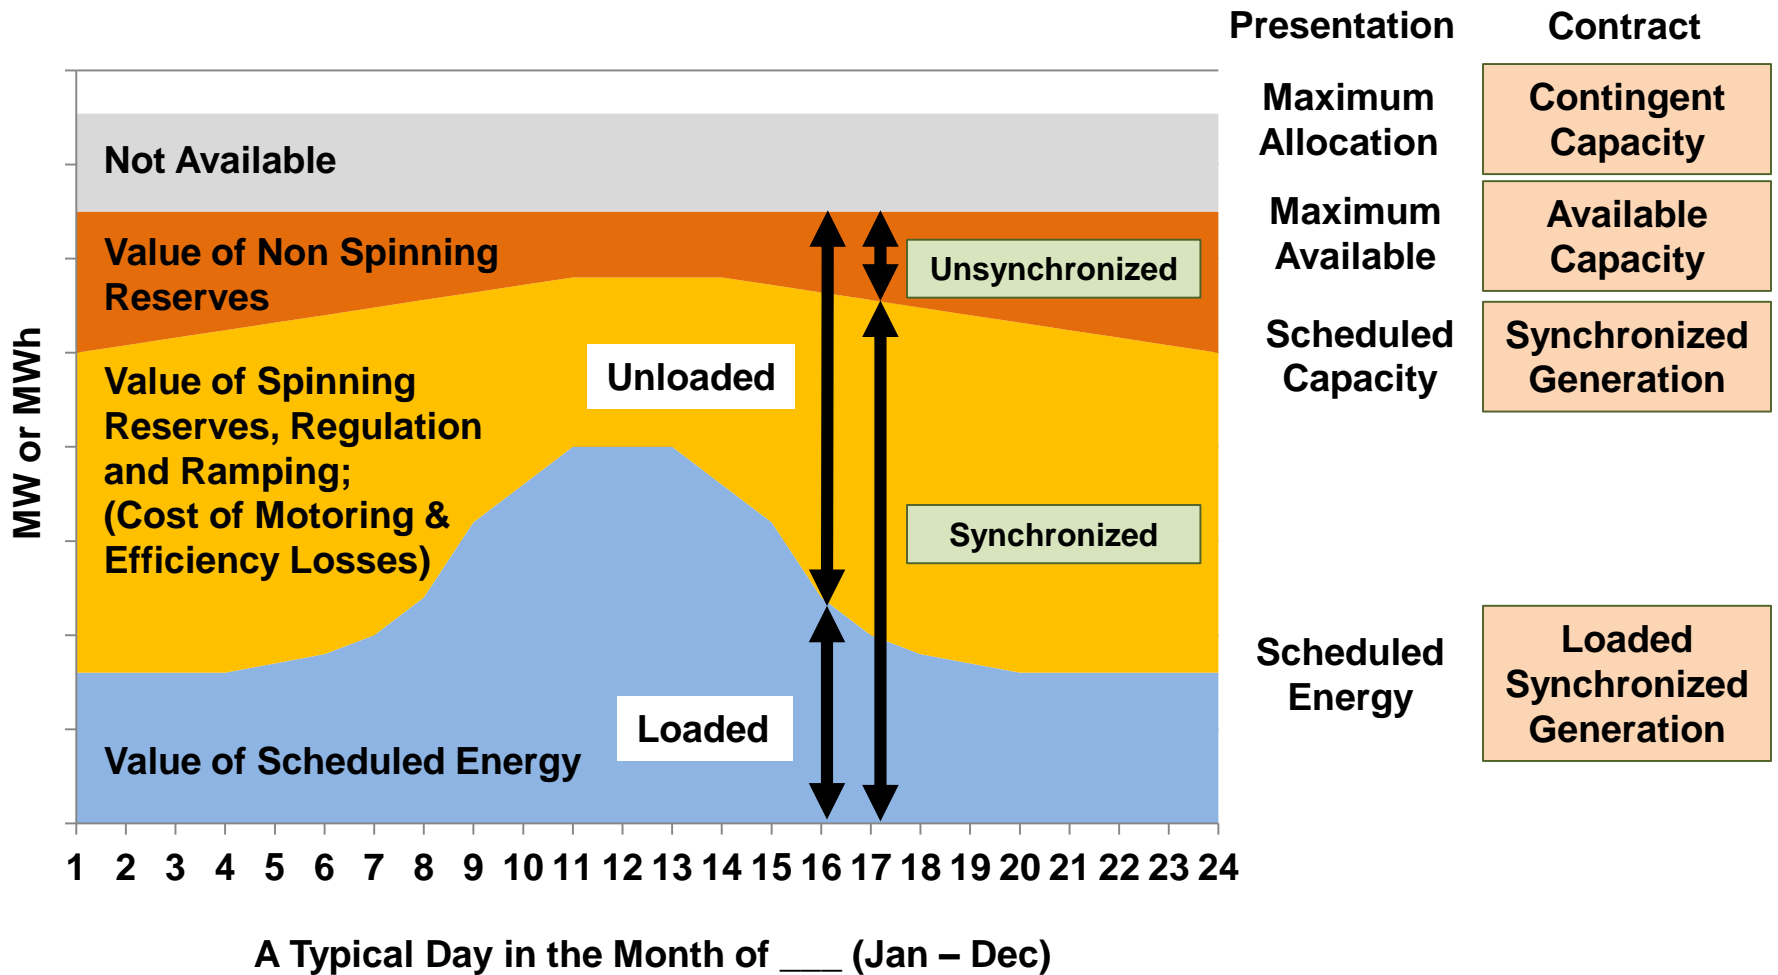 Presentation
Contract
Maximum
Allocation
Contingent
Capacity
Not Available
Maximum
Available
Available
Capacity
Value of Non Spinning
Reserves
Unsynchronized
Scheduled
Capacity
Synchronized
Generation
Unloaded
Value of Spinning
Reserves, Regulation
and Ramping;
(Cost of Motoring &
Efficiency Losses)
Synchronized
Scheduled
Energy
Loaded
Synchronized
Generation
Loaded
Value of Scheduled Energy
MW or MWh
1 2 3 4 5 6 7 8 9 10 11 12 13 14 15 16 17 18 19 20 21 22 23 24
A Typical Day in the Month of ___ (Jan – Dec)